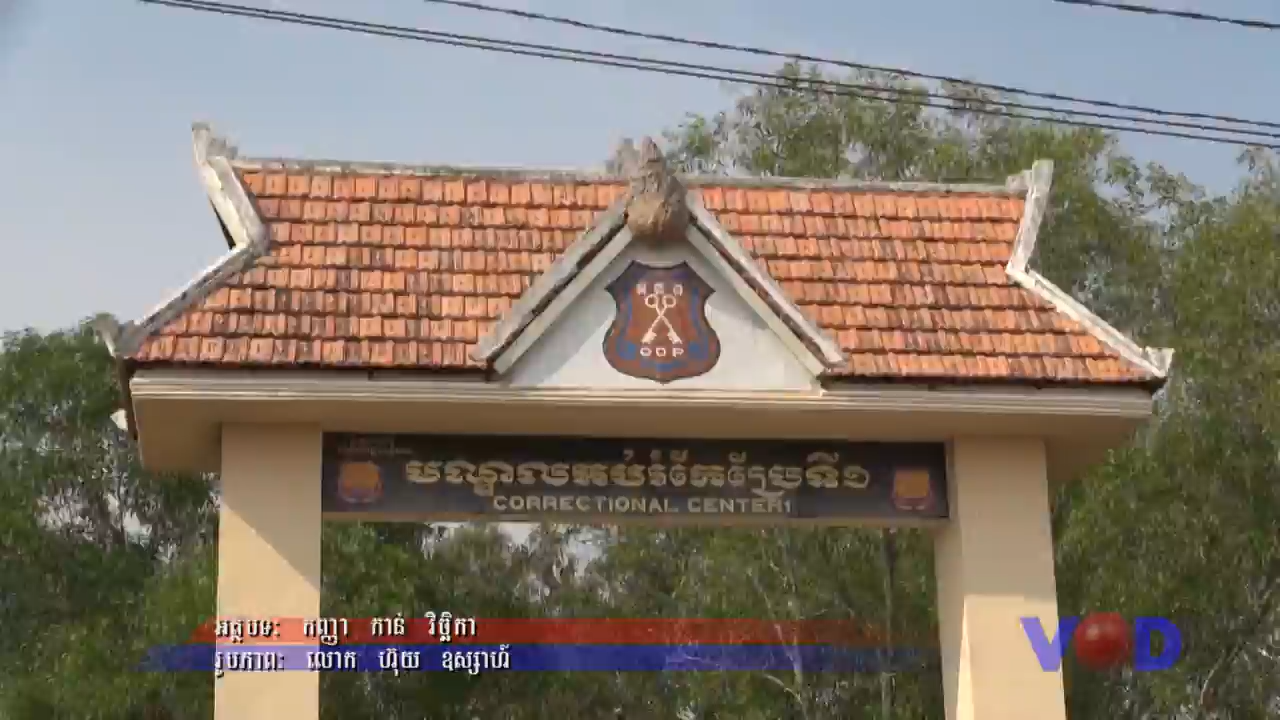 GDP
មណ្ឌលអប់រំកែប្រែទី១
CORRECTIONAL CENTER1
អត្ថបទ: កញ្ញា កាន់ វិច្ឆិកា
រូបភាព: លោក ហ៊ុយ ឧស្សាហ៍
VOD